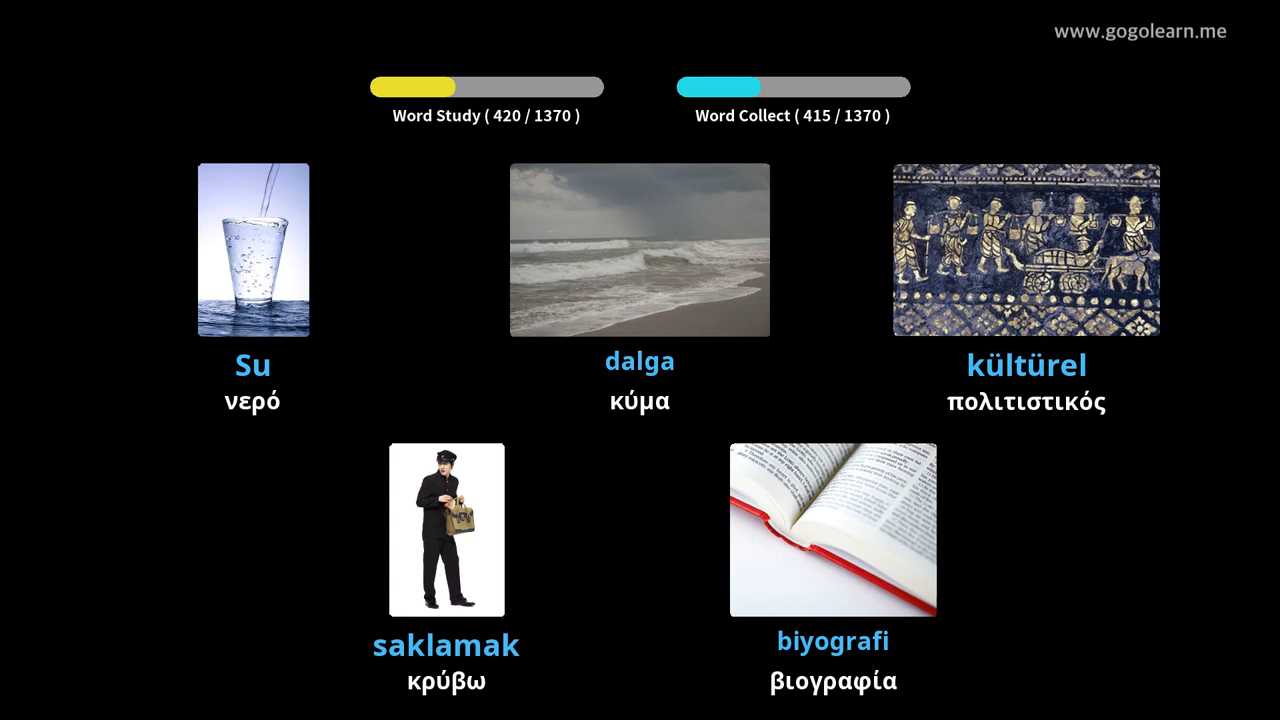 www.gogolearn.me
Word Study ( 420 / 1370 )
Word Collect ( 415 / 1370 )
Su
νερό
dalga
κύμα
kültürel
πολιτιστικός
saklamak
κρύβω
biyografi
βιογραφία